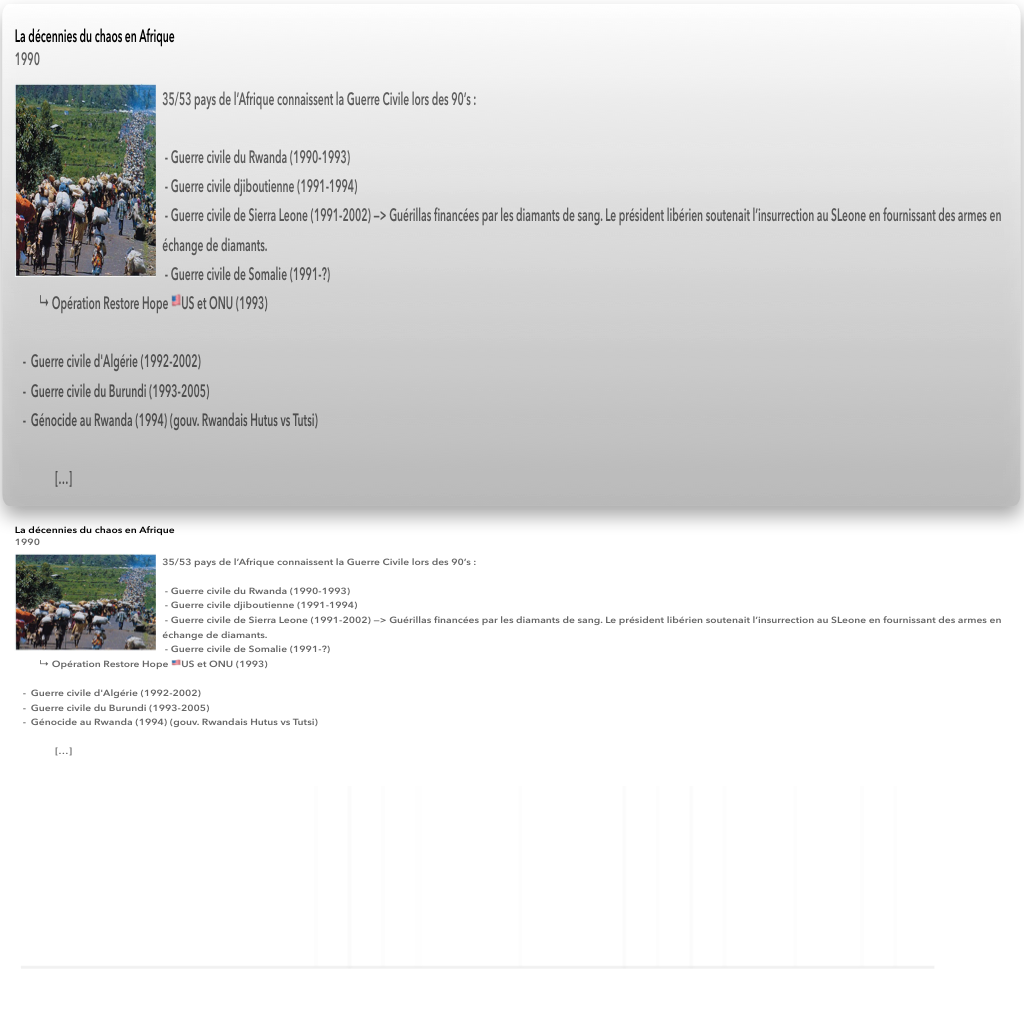 La décennies du chaos en Afrique
1990
35/53 pays de l’Afrique connaissent la Guerre Civile lors des 90’s :
- Guerre civile du Rwanda (1990-1993)
- Guerre civile djiboutienne (1991-1994)
- Guerre civile de Sierra Leone (1991-2002) —> Guérillas financées par les diamants de sang. Le président libérien soutenait l’insurrection au SLeone en fournissant des armes en
échange de diamants.
- Guerre civile de Somalie (1991-?)
↳ Opération Restore Hope 🇺🇸US et ONU (1993)
- Guerre civile d'Algérie (1992-2002)
- Guerre civile du Burundi (1993-2005)
- Génocide au Rwanda (1994) (gouv. Rwandais Hutus vs Tutsi)
[...]
La décennies du chaos en Afrique
1990
35/53 pays de l’Afrique connaissent la Guerre Civile lors des 90’s :
- Guerre civile du Rwanda (1990-1993)
- Guerre civile djiboutienne (1991-1994)
- Guerre civile de Sierra Leone (1991-2002) —> Guérillas financées par les diamants de sang. Le président libérien soutenait l’insurrection au SLeone en fournissant des armes en
échange de diamants.
- Guerre civile de Somalie (1991-?)
↳ Opération Restore Hope 🇺🇸US et ONU (1993)
- Guerre civile d'Algérie (1992-2002)
- Guerre civile du Burundi (1993-2005)
- Génocide au Rwanda (1994) (gouv. Rwandais Hutus vs Tutsi)
[...]